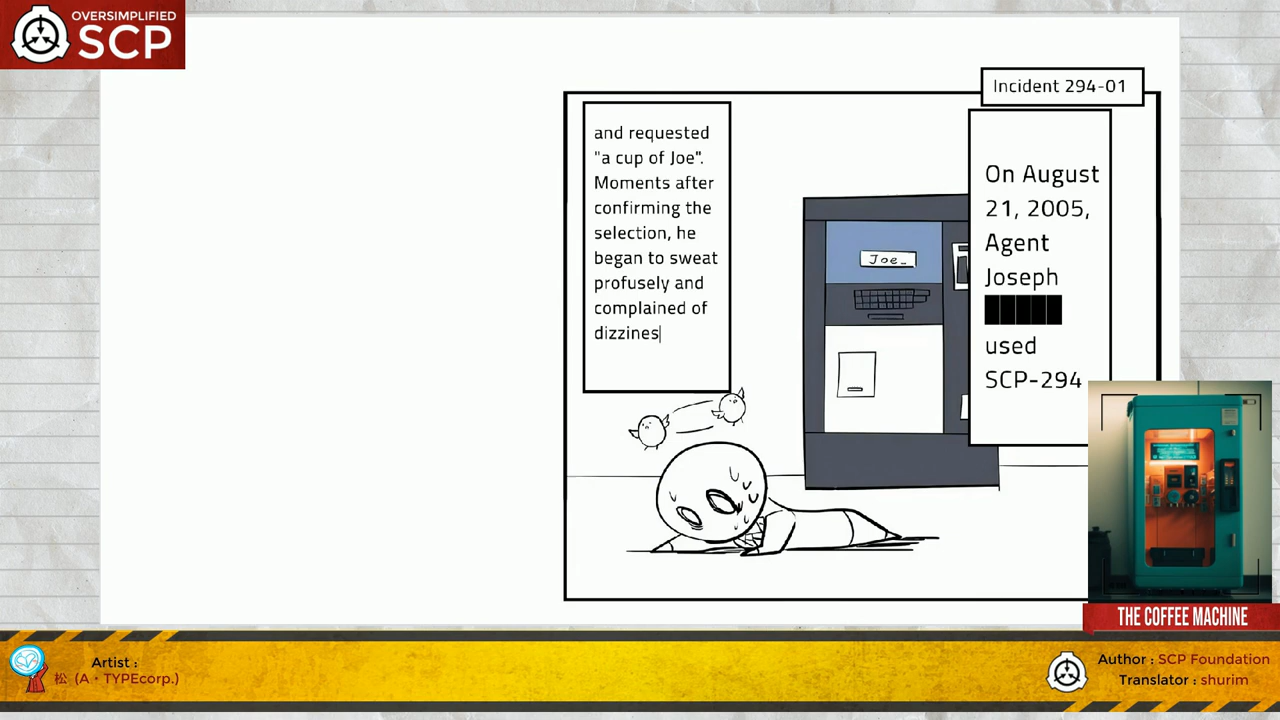 OVERSIMPLIFIED
SCP
Incident 294-01
On August
21, 2005,
Agent
Joseph
█████
used
SCP-294
and requested
"a cup of Joe".
Moments after
confirming the
selection, he
began to sweat
profusely and
complained of
dizzines
Joe_
THE COFFEE MACHINE
Artist :
松 (A・TYPEcorp.)
Author : SCP Foundation
Translator : shurim